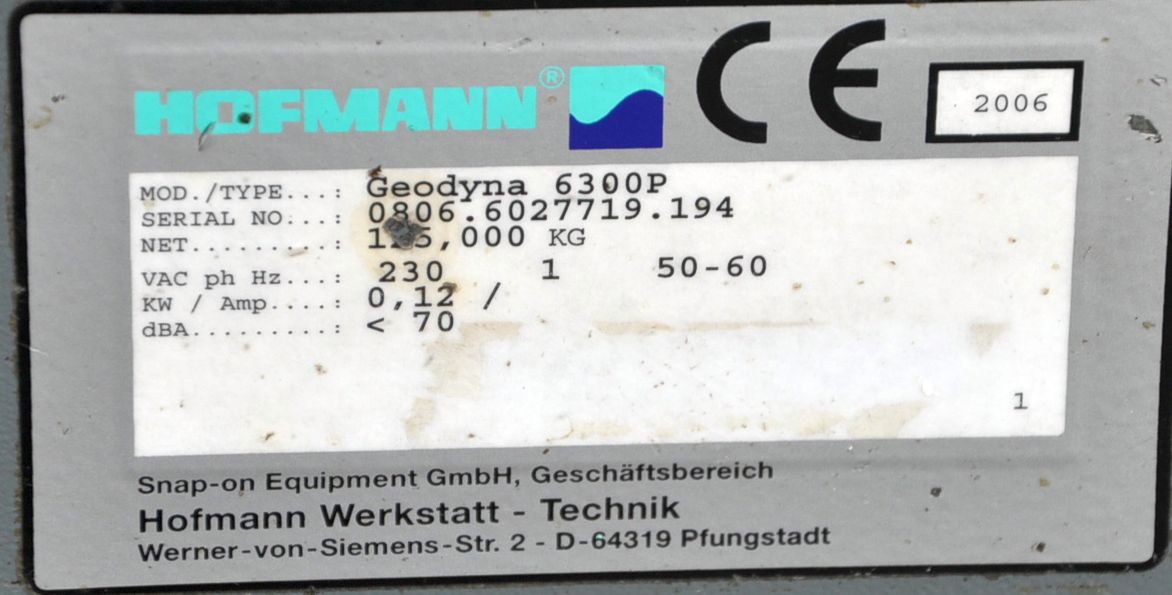 HOFMANN® CE 2006
MOD./TYPE...: Geodyna 6300P
SERIAL NO...: 0806.6027719.194
NET.........: KG
VAC ph Hz...: 230 1 50-60
KW / Amp....: 0,12 /
dBA.........: < 70
1
Snap-on Equipment GmbH, Geschäftsbereich
Hofmann Werkstatt - Technik
Werner-von-Siemens-Str. 2 - D-64319 Pfungstadt